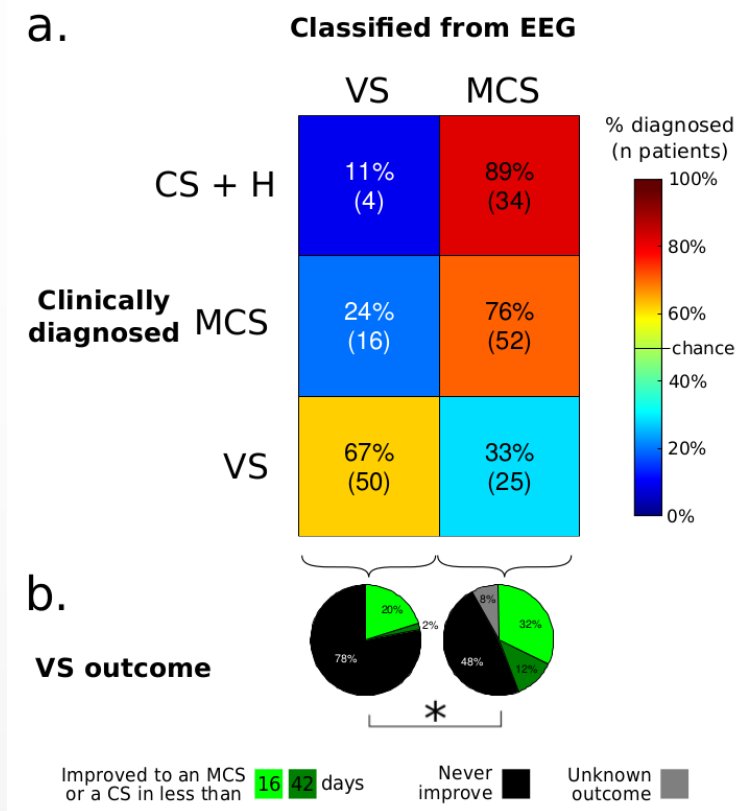 a.
Classified from EEG
VS MCS
% diagnosed
(n patients)
CS + H
11%
(4)
89%
(34)
Clinically
diagnosed
MCS
24%
(16)
76%
(52)
VS
67%
(50)
33%
(25)
100%
80%
60%
chance
40%
20%
0%
b.
VS outcome
20%
2%
78%
8%
32%
12%
48%
*
Improved to an MCS
or a CS in less than
16 42 days
Never
improve
Unknown
outcome